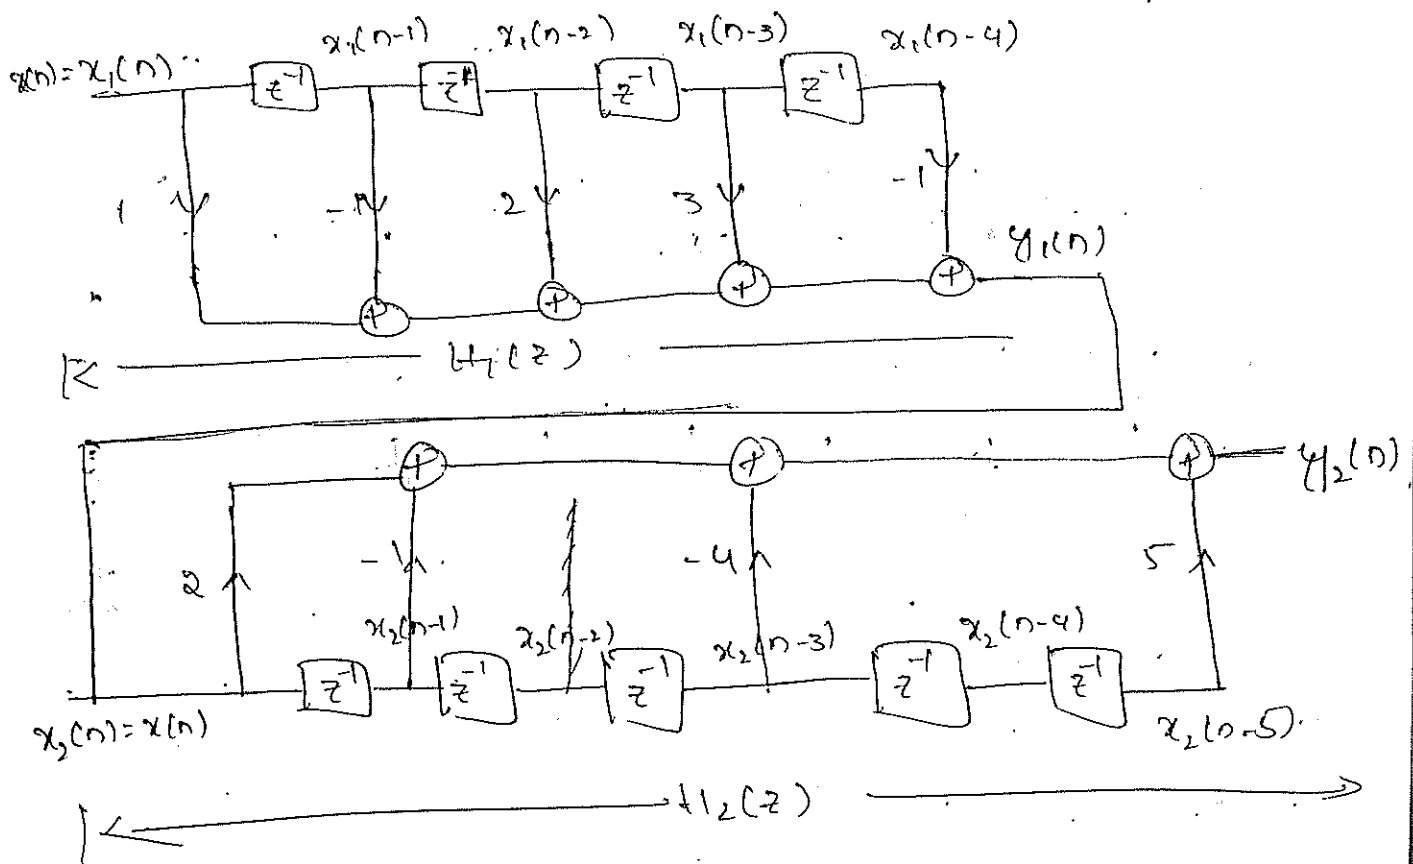 x₁(n-1) x₁(n-2) x₁(n-3) x₁(n-4)
x(n)=x₁(n)
z⁻¹ z⁻¹ z⁻¹ z⁻¹
1 -1 2 3 -1
y₁(n)
+ + + +
H₁(z)
+ + + y₂(n)
2 -1 -4 5
x₂(n-1) x₂(n-2) x₂(n-3) x₂(n-4)
z⁻¹ z⁻¹ z⁻¹ z⁻¹ z⁻¹
x₂(n)=x(n) x₂(n-5)
H₂(z)